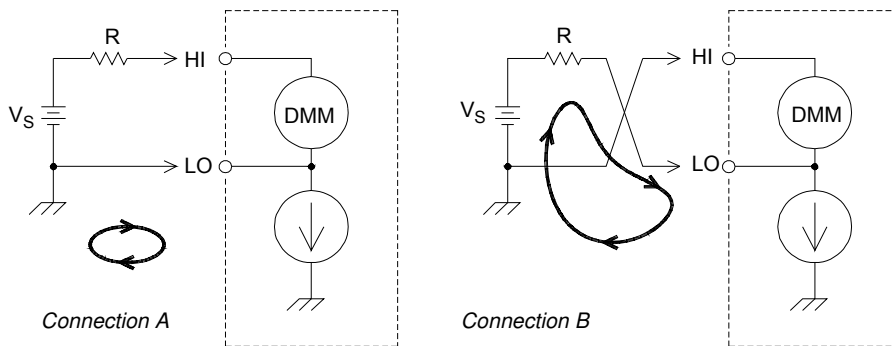 R
HI
V_S
DMM
LO
Connection A
R
HI
V_S
DMM
LO
Connection B